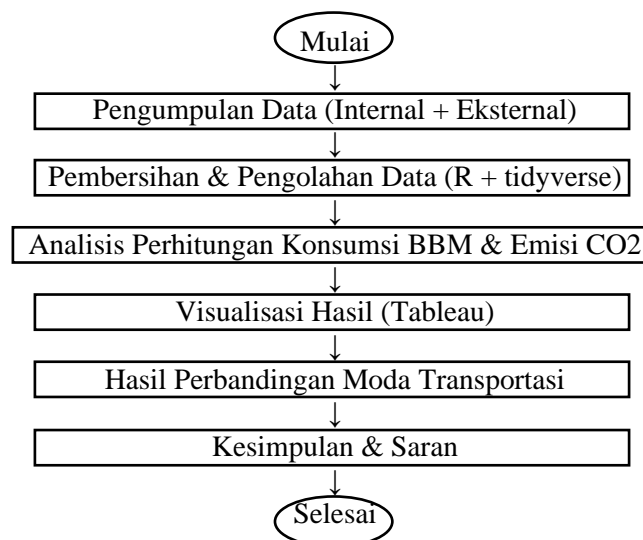 Mulai
↓
Pengumpulan Data (Internal + Eksternal)
↓
Pembersihan & Pengolahan Data (R + tidyverse)
↓
Analisis Perhitungan Konsumsi BBM & Emisi CO2
↓
Visualisasi Hasil (Tableau)
↓
Hasil Perbandingan Moda Transportasi
↓
Kesimpulan & Saran
↓
Selesai